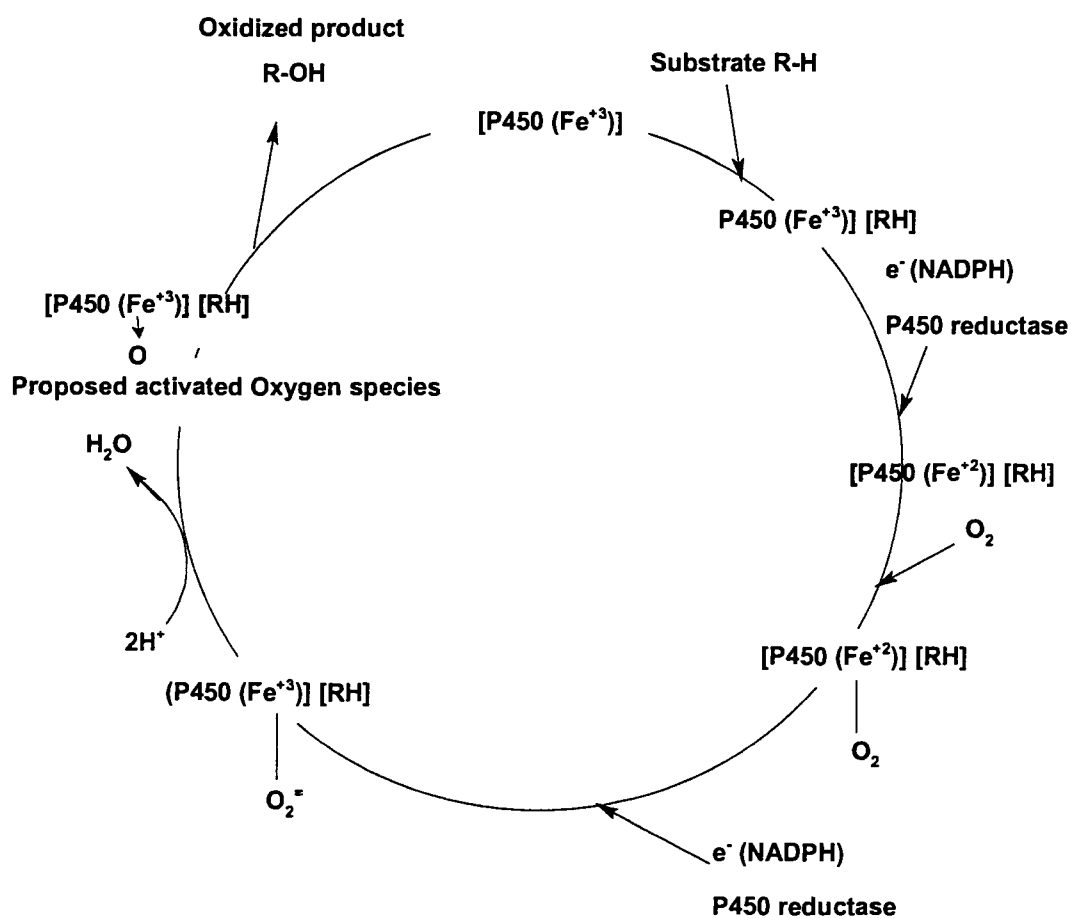 Oxidized product
R-OH
Substrate R-H
[P450 (Fe⁺³)]
P450 (Fe⁺³)] [RH]
e⁻ (NADPH)
P450 reductase
[P450 (Fe⁺²)] [RH]
O₂
[P450 (Fe⁺²)] [RH]
O₂
e⁻ (NADPH)
P450 reductase
(P450 (Fe⁺³)] [RH]
O₂⁼
2H⁺
H₂O
[P450 (Fe⁺³)] [RH]
O
Proposed activated Oxygen species